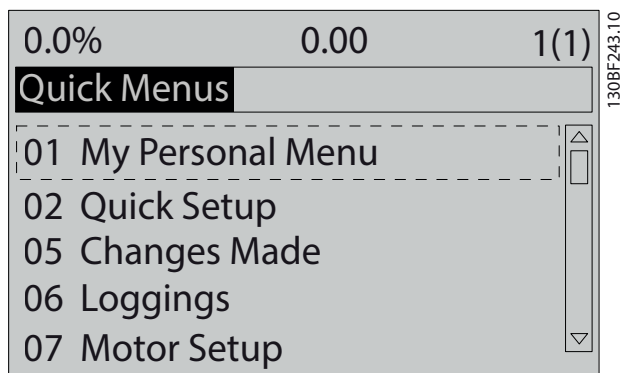 0.0% 0.00 1(1)
Quick Menus
01 My Personal Menu
02 Quick Setup
05 Changes Made
06 Loggings
07 Motor Setup
130BF243.10